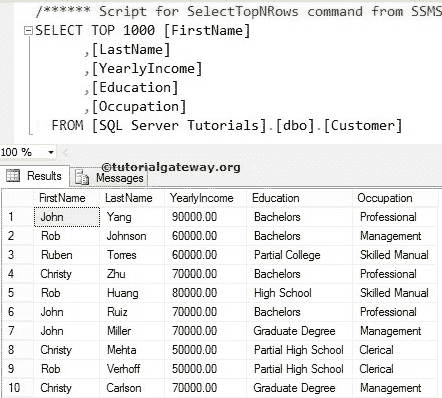 /****** Script for SelectTopNRows command from SSMS
SELECT TOP 1000 [FirstName]
,[LastName]
,[YearlyIncome]
,[Education]
,[Occupation]
FROM [SQL Server Tutorials].[dbo].[Customer]
100 %
©tutorialgateway.org
Results Messages
FirstName LastName YearlyIncome Education Occupation
1 John Yang 90000.00 Bachelors Professional
2 Rob Johnson 60000.00 Bachelors Management
3 Ruben Torres 60000.00 Partial College Skilled Manual
4 Christy Zhu 70000.00 Bachelors Professional
5 Rob Huang 80000.00 High School Skilled Manual
6 John Ruiz 70000.00 Bachelors Professional
7 John Miller 70000.00 Graduate Degree Management
8 Christy Mehta 50000.00 Partial High School Clerical
9 Rob Verhoff 50000.00 Partial High School Clerical
10 Christy Carlson 70000.00 Graduate Degree Management